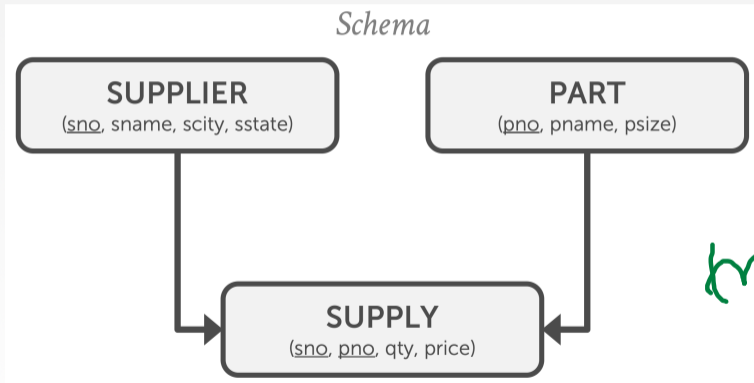 Schema
SUPPLIER
(sno, sname, scity, sstate)
PART
(pno, pname, psize)
SUPPLY
(sno, pno, qty, price)